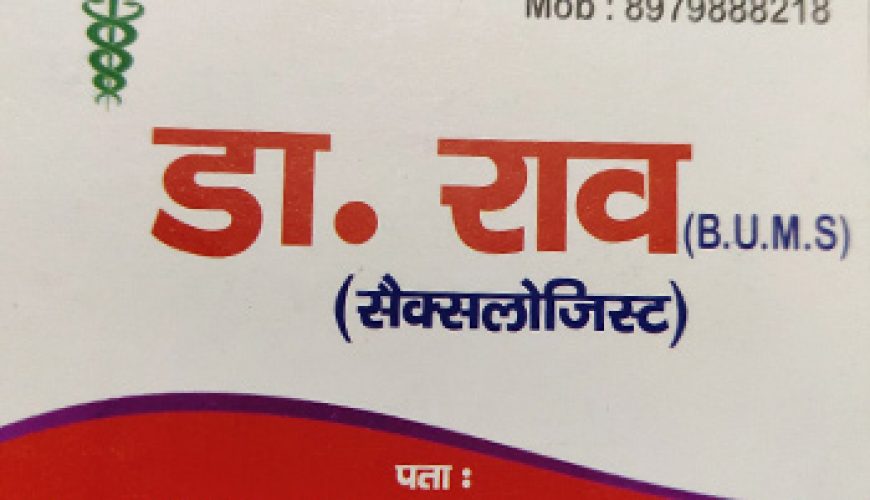 Mob : 8979888218
डा. राव (B.U.M.S)
(सैक्सलोजिस्ट)
पता :